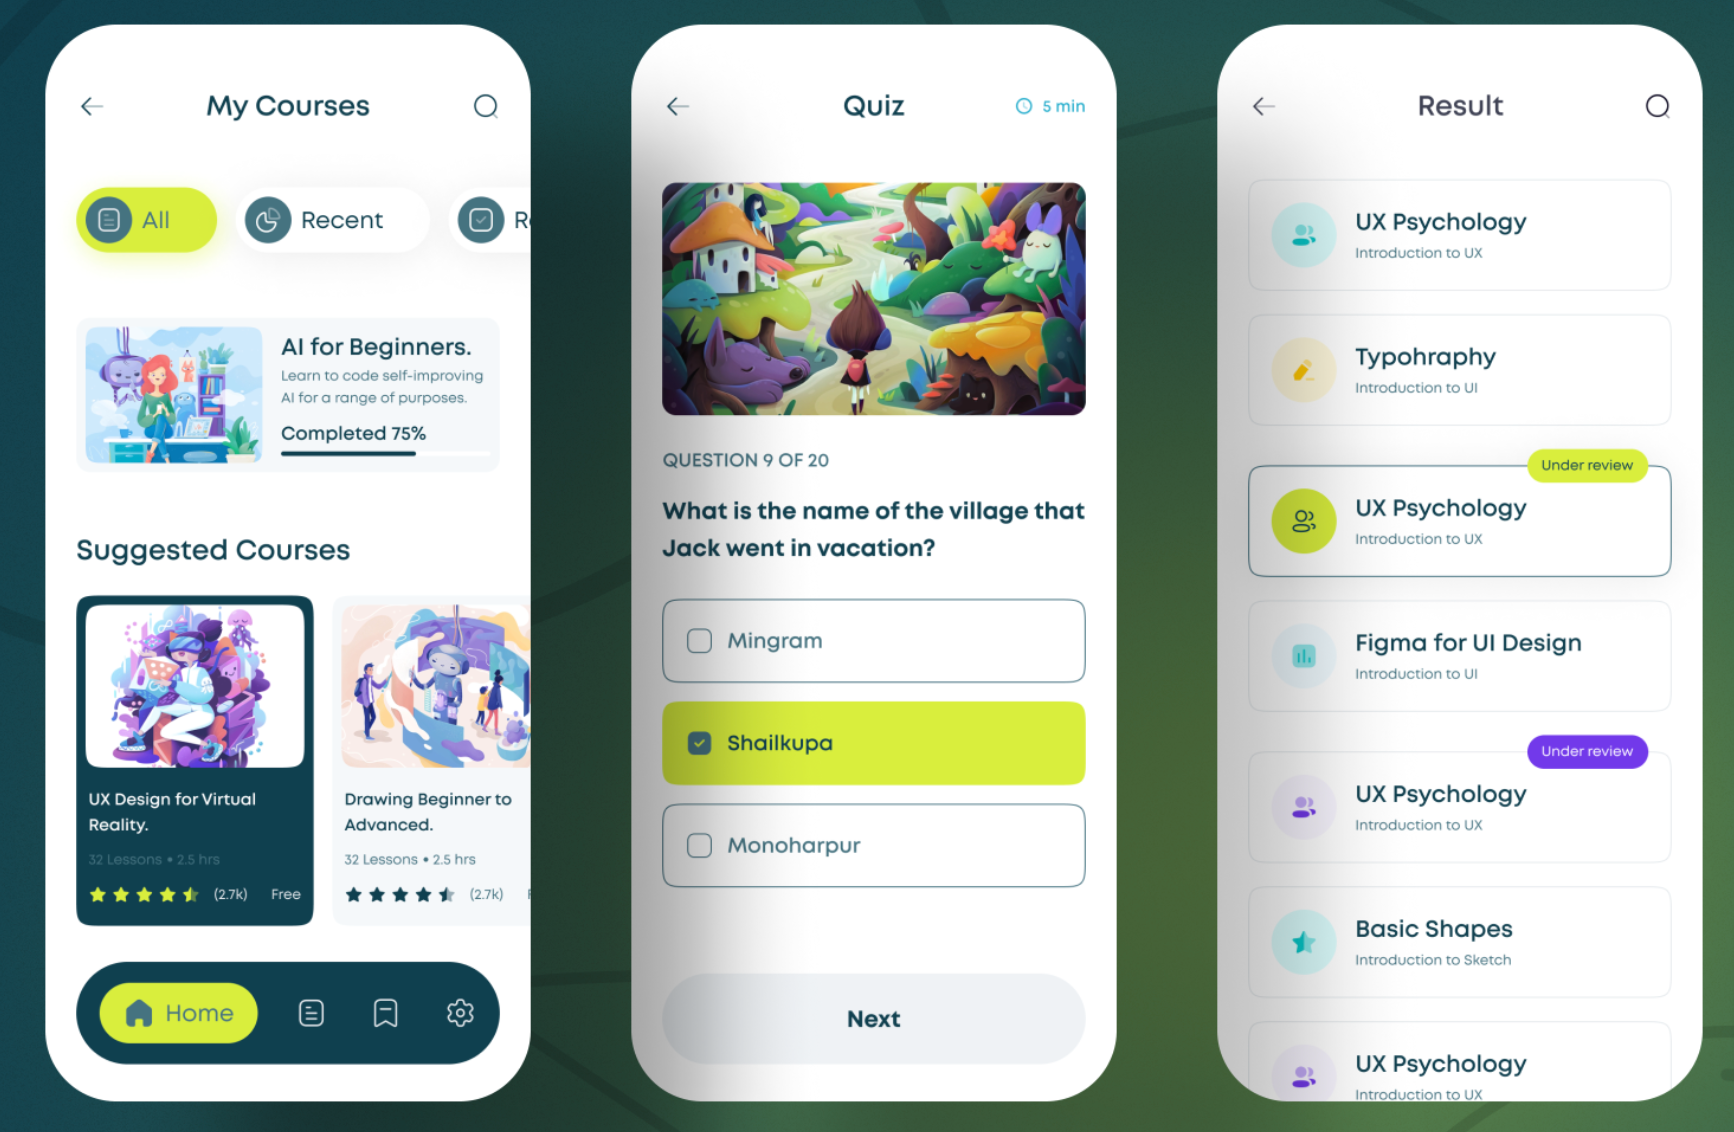 My Courses
All
Recent
AI for Beginners.
Learn to code self-improving
AI for a range of purposes.
Completed 75%
Suggested Courses
UX Design for Virtual
Reality.
32 Lessons • 2.5 hrs
(2.7k) Free
Drawing Beginner to
Advanced.
32 Lessons • 2.5 hrs
(2.7k)
Home
Quiz
5 min
QUESTION 9 OF 20
What is the name of the village that
Jack went in vacation?
Mingram
Shailkupa
Monoharpur
Next
Result
UX Psychology
Introduction to UX
Typohraphy
Introduction to UI
Under review
UX Psychology
Introduction to UX
Figma for UI Design
Introduction to UI
Under review
UX Psychology
Introduction to UX
Basic Shapes
Introduction to Sketch
UX Psychology
Introduction to UX